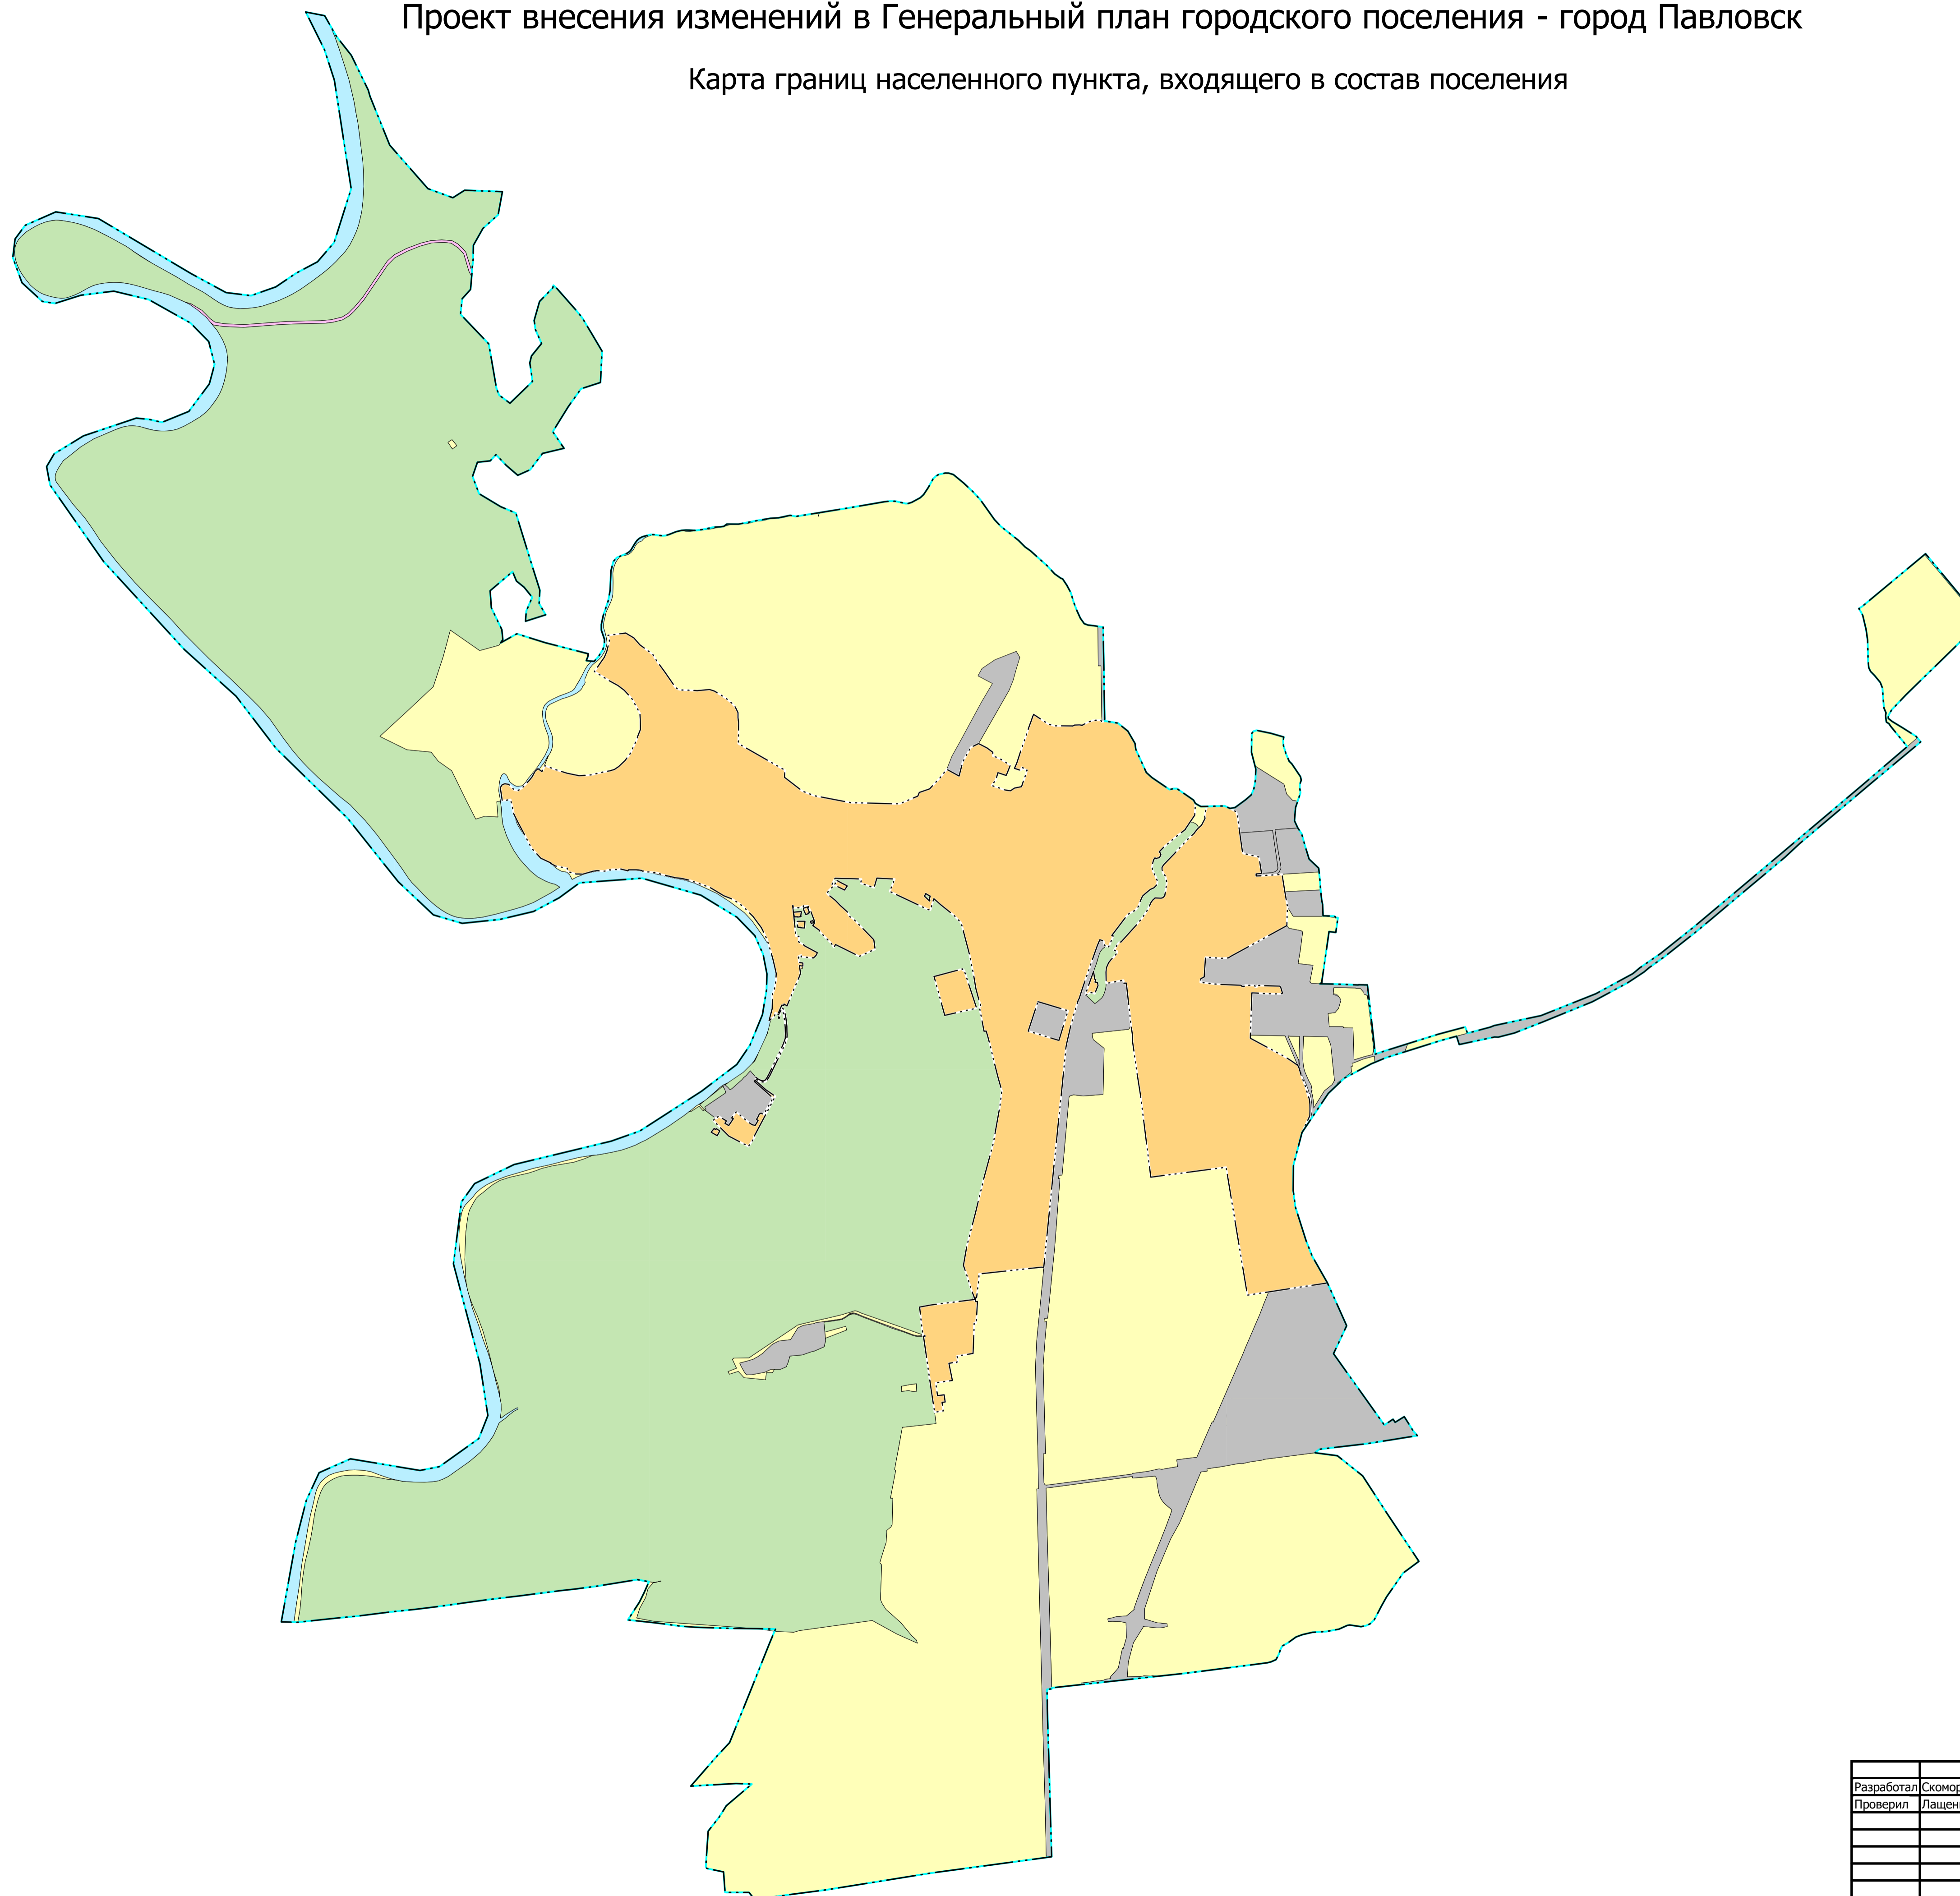 Проект внесения изменений в Генеральный план городского поселения - город Павловск
Карта границ населенного пункта, входящего в состав поселения
Разработал
Проверил